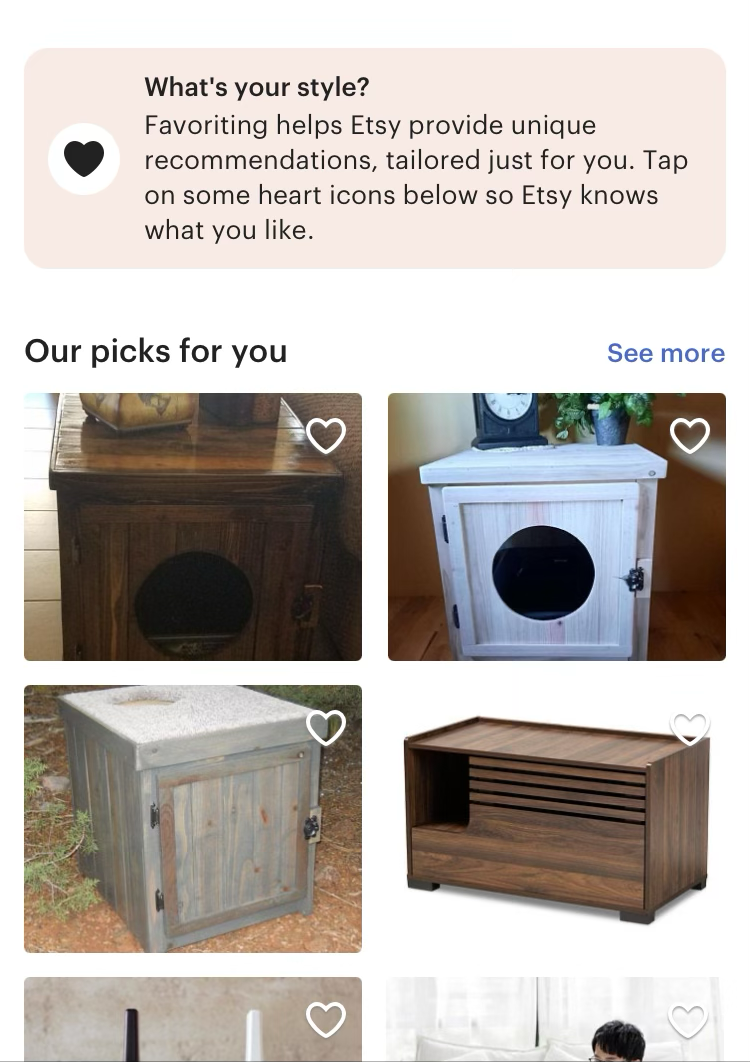 What's your style?
Favoriting helps Etsy provide unique
recommendations, tailored just for you. Tap
on some heart icons below so Etsy knows
what you like.
Our picks for you
See more